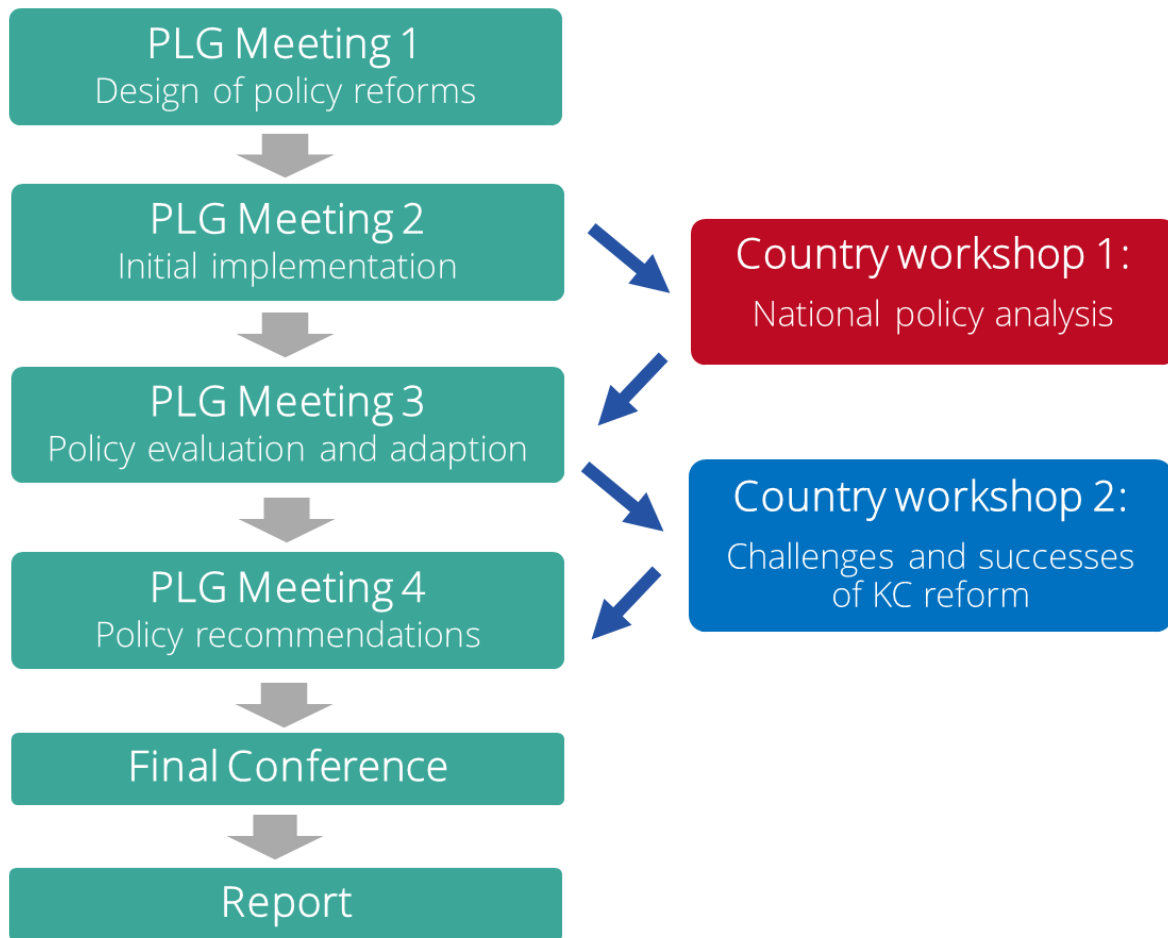 PLG Meeting 1
Design of policy reforms
PLG Meeting 2
Initial implementation
Country workshop 1:
National policy analysis
PLG Meeting 3
Policy evaluation and adaption
Country workshop 2:
Challenges and successes
of KC reform
PLG Meeting 4
Policy recommendations
Final Conference
Report